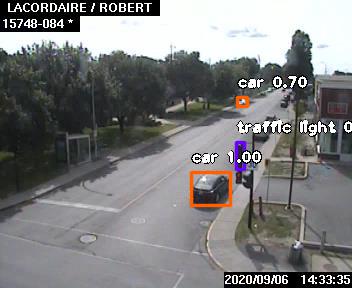 LACORDAIRE / ROBERT
15748-084 *
car 0.70
traffic light 0
car 1.00
2020/09/06 14:33:35